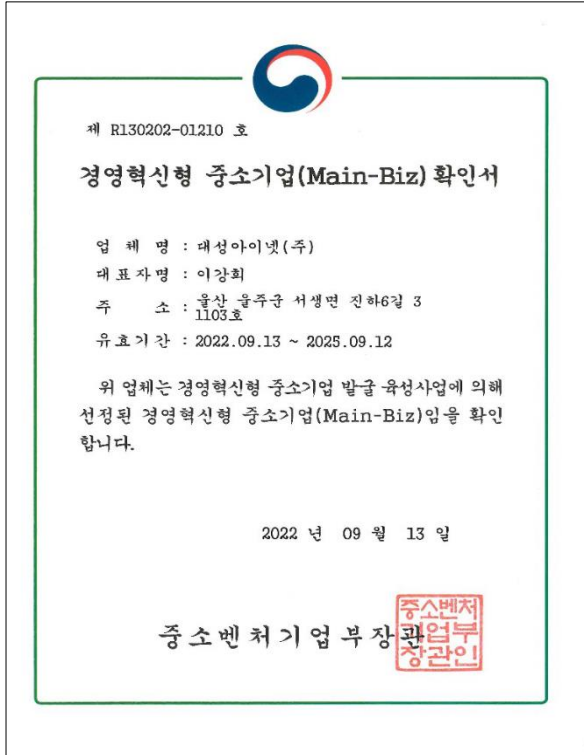 제 R130202-01210 호
경영혁신형 중소기업(Main-Biz) 확인서
업 체 명 : 대성아이넷(주)
대표자명 : 이강희
주 소 : 울산 울주군 서생면 진하6길 3
1103호
유효기간 : 2022.09.13 ~ 2025.09.12
위 업체는 경영혁신형 중소기업 발굴·육성사업에 의해
선정된 경영혁신형 중소기업(Main-Biz)임을 확인
합니다.
2022 년 09 월 13 일
중소벤처기업부장관
중소벤처
기업부
장관인